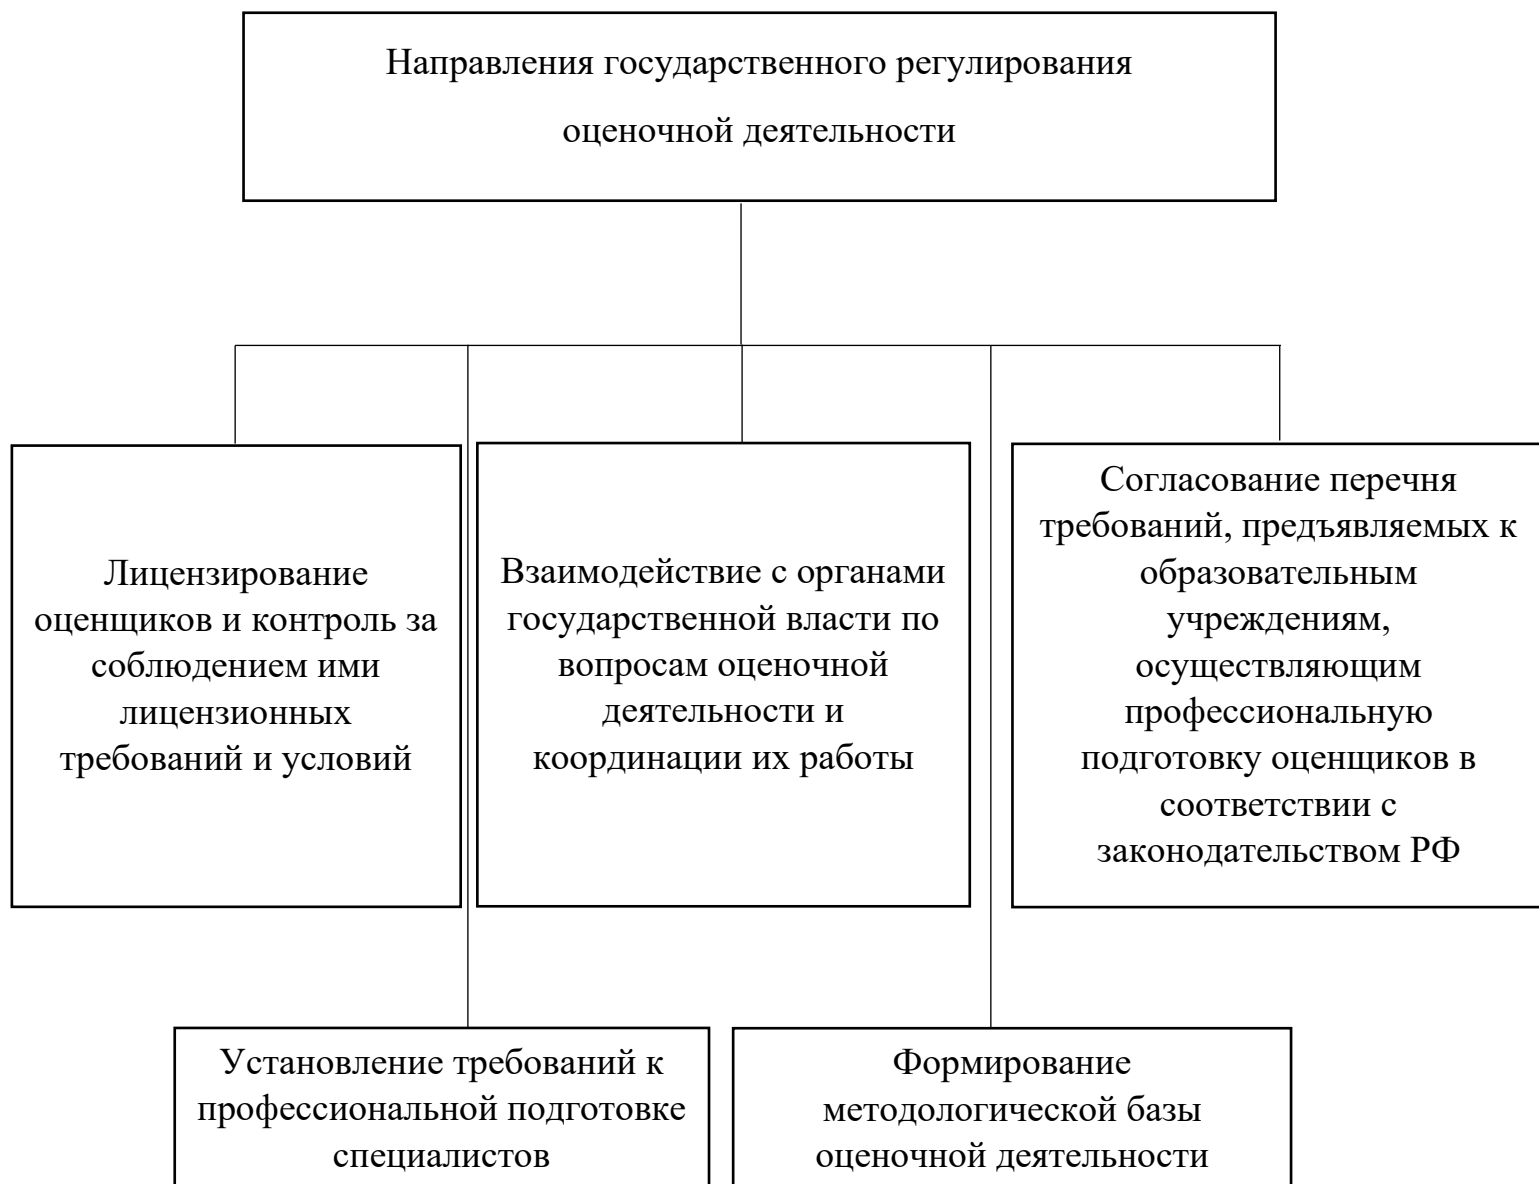 Направления государственного регулирования
оценочной деятельности
Лицензирование
оценщиков и контроль за
соблюдением ими
лицензионных
требований и условий
Взаимодействие с органами
государственной власти по
вопросам оценочной
деятельности и
координации их работы
Согласование перечня
требований, предъявляемых к
образовательным
учреждениям,
осуществляющим
профессиональную
подготовку оценщиков в
соответствии с
законодательством РФ
Установление требований к
профессиональной подготовке
специалистов
Формирование
методологической базы
оценочной деятельности